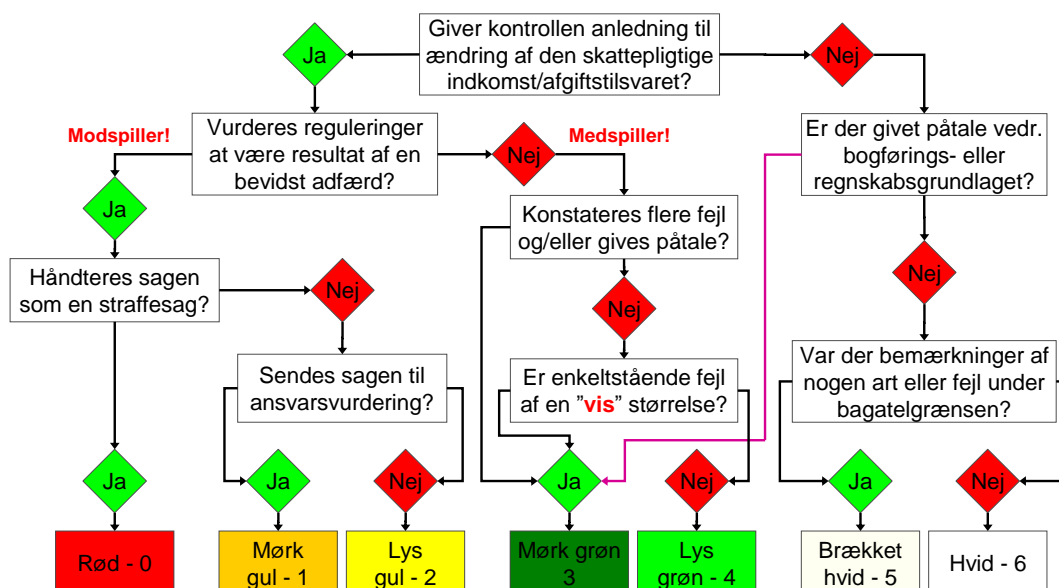 Giver kontrollen anledning til
ændring af den skattepligtige
indkomst/afgiftstilsvaret?
Ja
Nej
Modspiller!
Vurderes reguleringer
at være resultat af en
bevidst adfærd?
Medspiller!
Nej
Er der givet påtale vedr.
bogførings- eller
regnskabsgrundlaget?
Ja
Konstateres flere fejl
og/eller gives påtale?
Håndteres sagen
som en straffesag?
Nej
Nej
Nej
Sendes sagen til
ansvarsvurdering?
Er enkeltstående fejl
af en ”vis” størrelse?
Var der bemærkninger af
nogen art eller fejl under
bagatelgrænsen?
Ja
Ja
Nej
Ja
Nej
Ja
Nej
Rød - 0
Mørk
gul - 1
Lys
gul - 2
Mørk grøn
3
Lys
grøn - 4
Brækket
hvid - 5
Hvid - 6